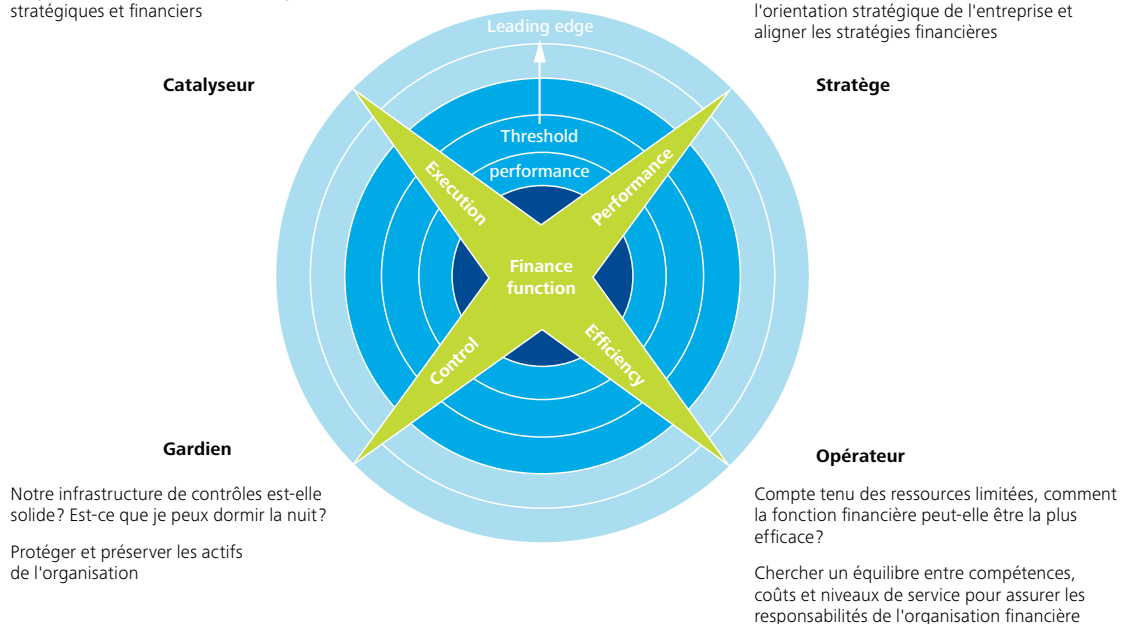 stratégiques et financiers
l'orientation stratégique de l'entreprise et
aligner les stratégies financières
Leading edge
Catalyseur
Stratège
Threshold
performance
Execution
Performance
Finance
function
Control
Efficiency
Gardien
Opérateur
Notre infrastructure de contrôles est-elle
solide? Est-ce que je peux dormir la nuit?
Protéger et préserver les actifs
de l'organisation
Compte tenu des ressources limitées, comment
la fonction financière peut-elle être la plus
efficace?
Chercher un équilibre entre compétences,
coûts et niveaux de service pour assurer les
responsabilités de l'organisation financière